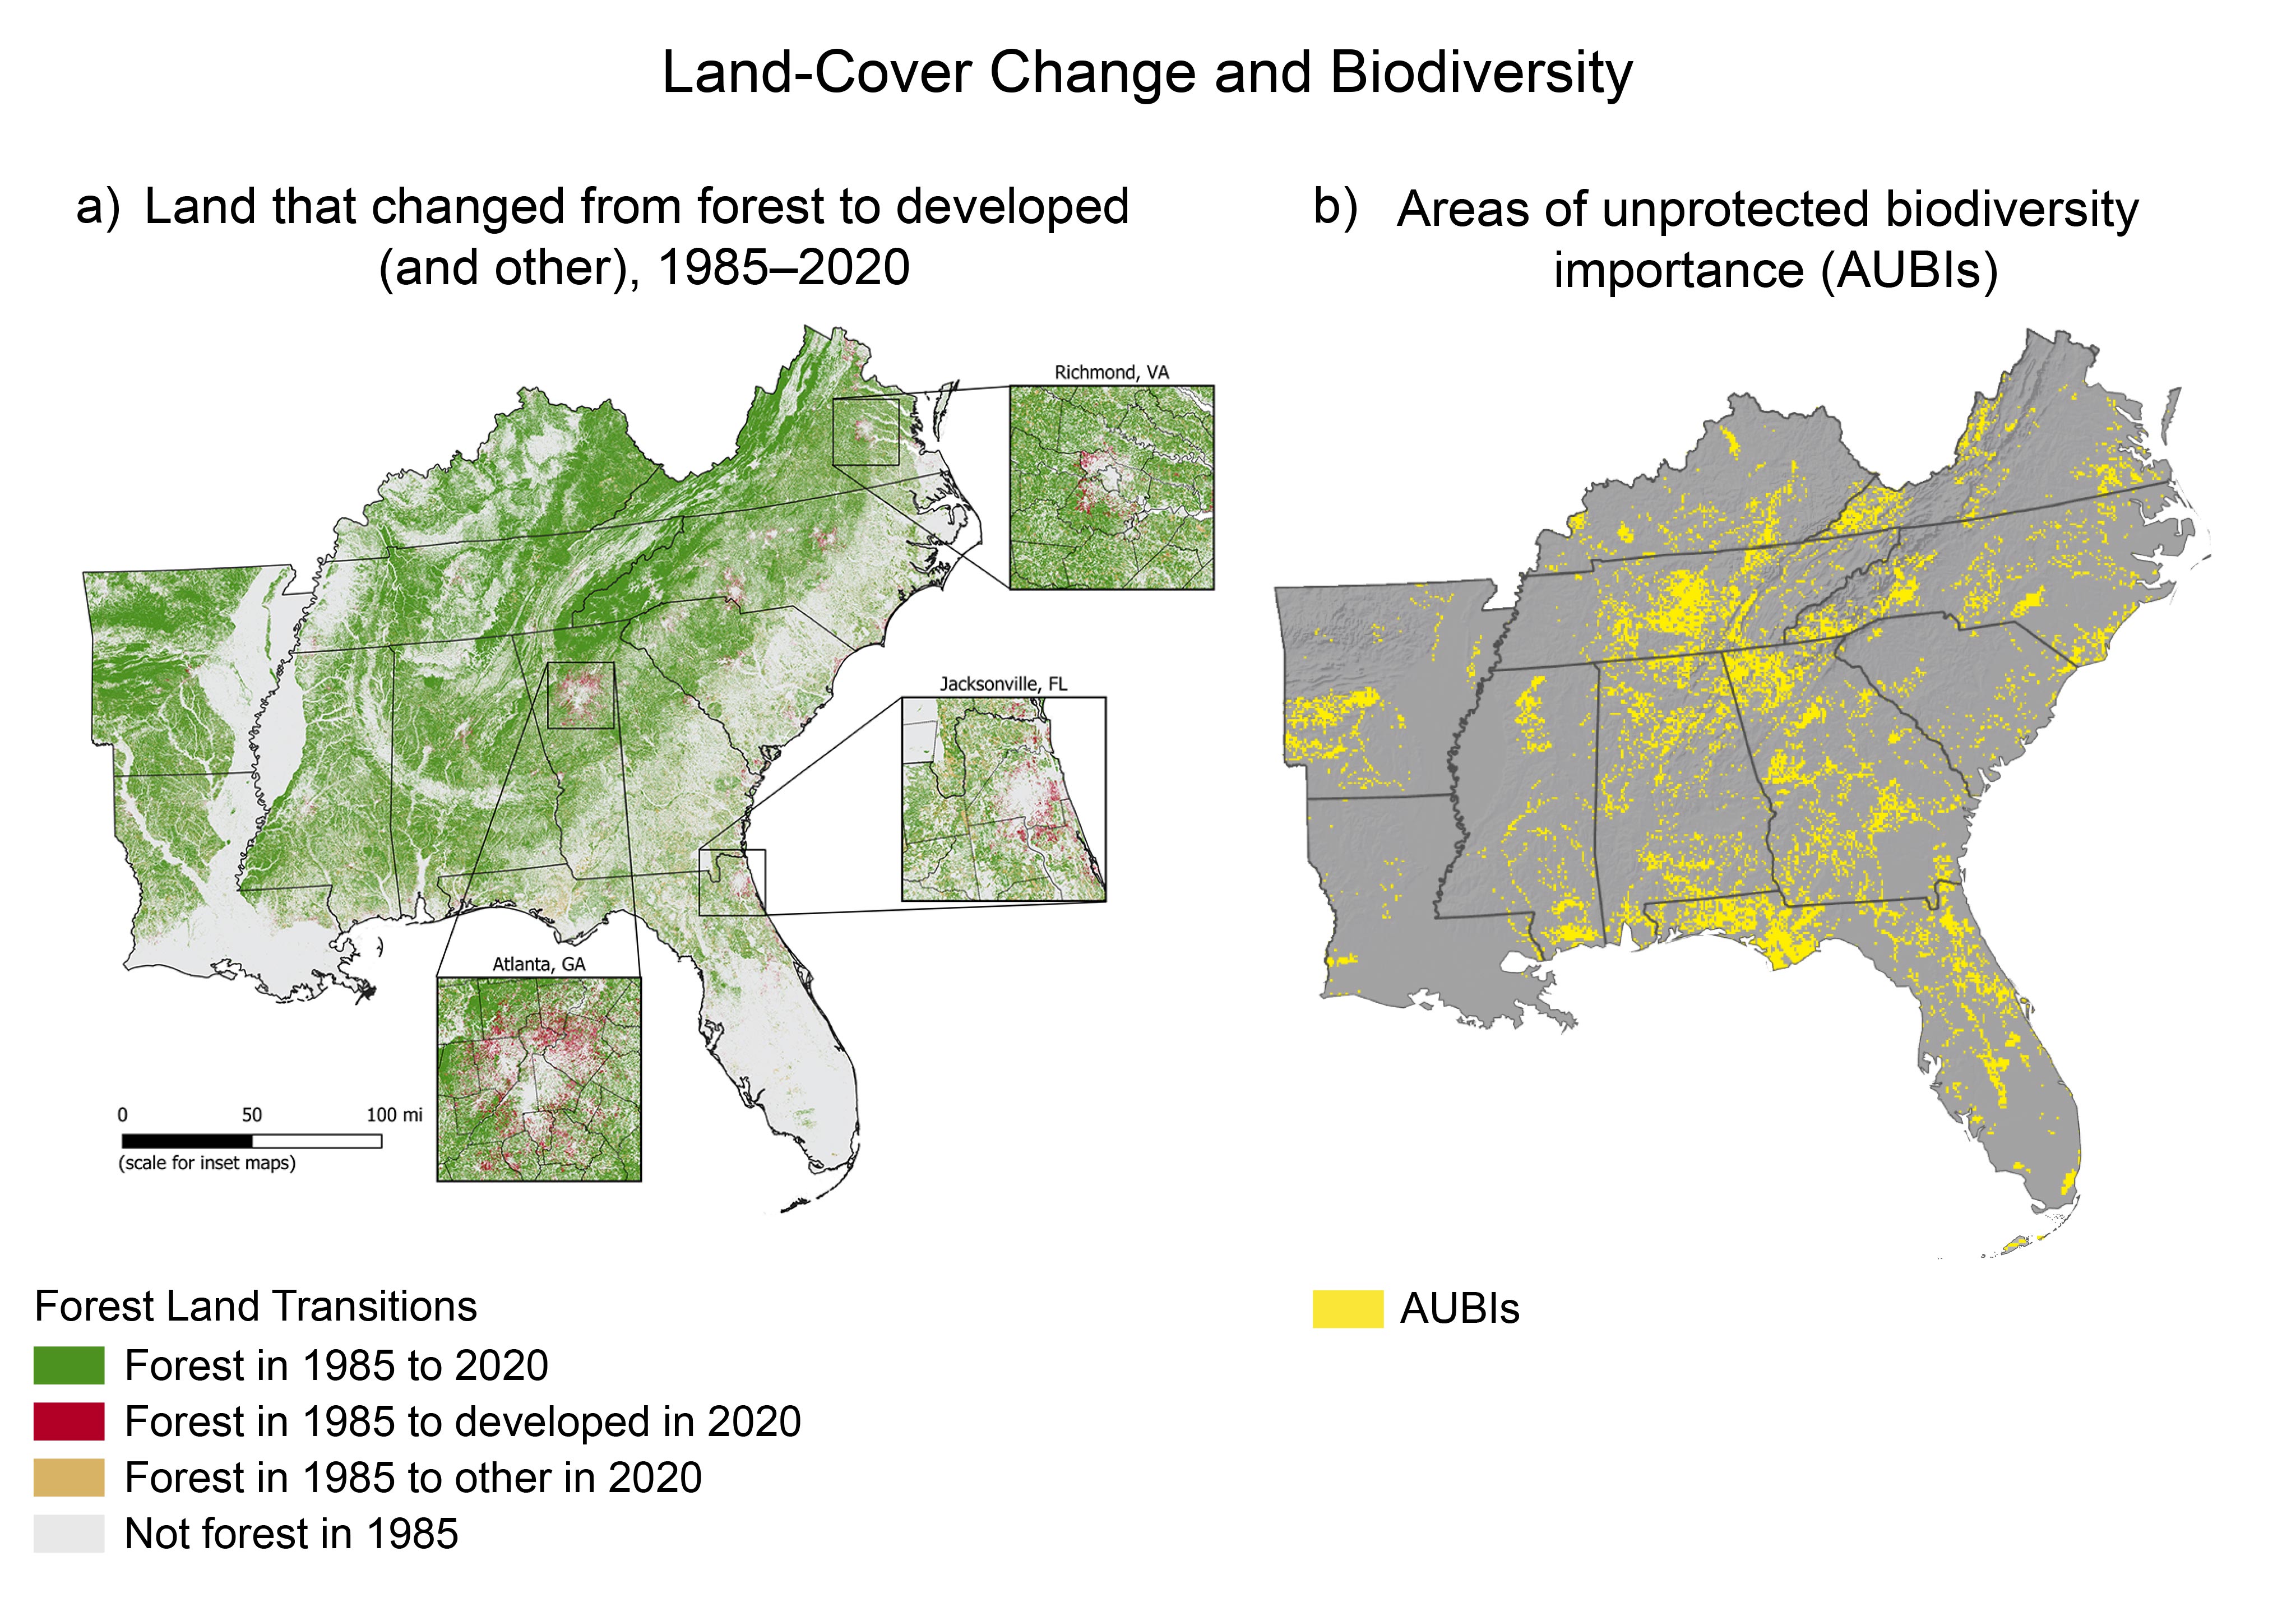 Land-Cover Change and Biodiversity
a) Land that changed from forest to developed
(and other), 1985–2020
b) Areas of unprotected biodiversity
importance (AUBIs)
Richmond, VA
Jacksonville, FL
Atlanta, GA
0 50 100 mi
(scale for inset maps)
Forest Land Transitions
Forest in 1985 to 2020
Forest in 1985 to developed in 2020
Forest in 1985 to other in 2020
Not forest in 1985
AUBIs